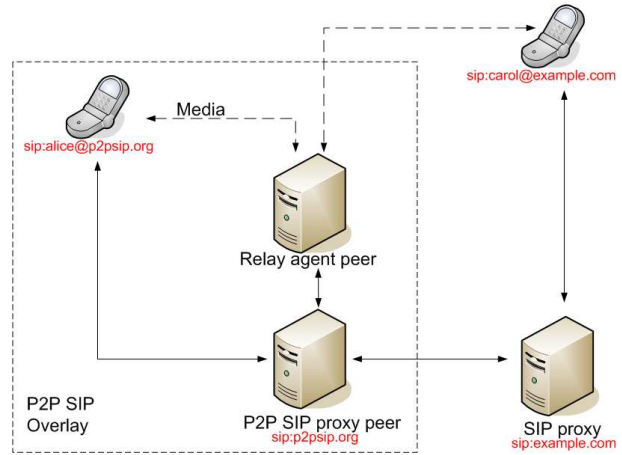 sip:carol@example.com
Media
sip:alice@p2psip.org
Relay agent peer
P2P SIP
Overlay
P2P SIP proxy peer
sip:p2psip.org
SIP proxy
sip:example.com